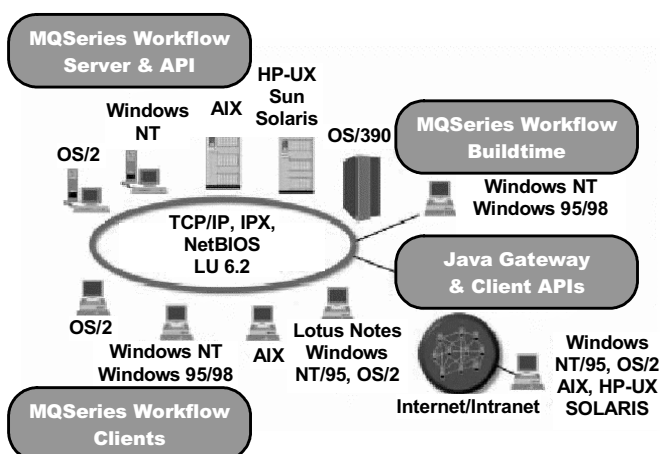 MQSeries Workflow
Server & API
HP-UX
Sun
Solaris
AIX
Windows
NT
OS/2
OS/390
MQSeries Workflow
Buildtime
Windows NT
Windows 95/98
TCP/IP, IPX,
NetBIOS
LU 6.2
Java Gateway
& Client APIs
OS/2
Windows NT
Windows 95/98
AIX
Lotus Notes
Windows
NT/95, OS/2
Internet/Intranet
Windows
NT/95, OS/2
AIX, HP-UX
SOLARIS
MQSeries Workflow
Clients